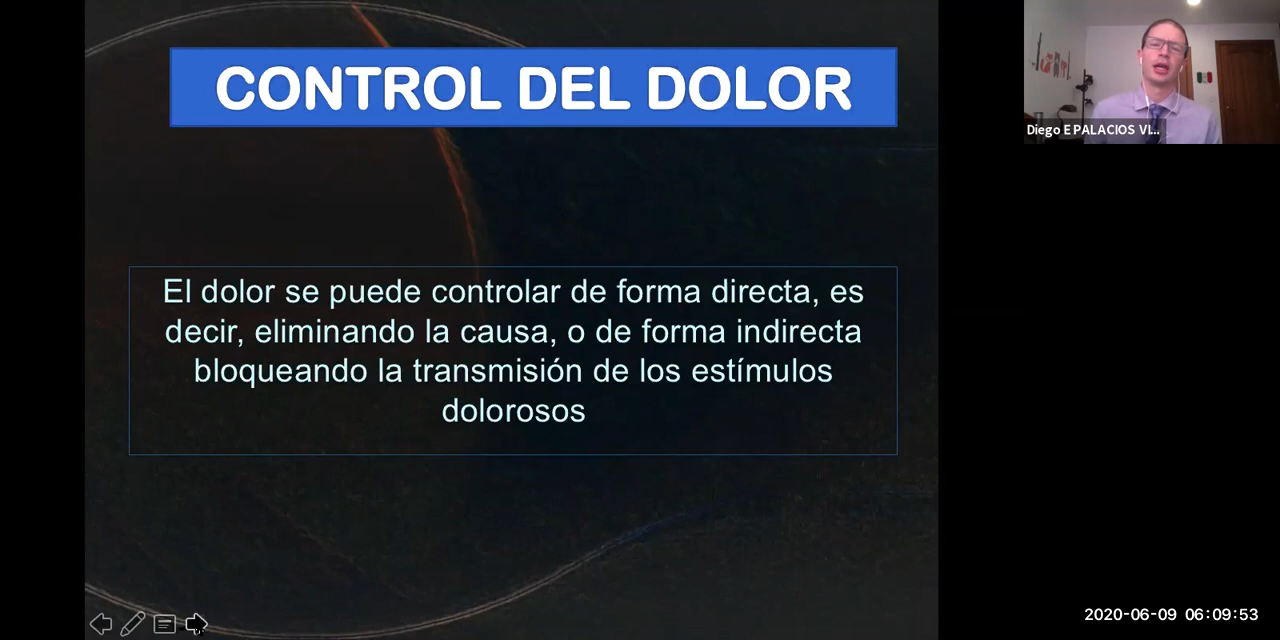 CONTROL DEL DOLOR
El dolor se puede controlar de forma directa, es
decir, eliminando la causa, o de forma indirecta
bloqueando la transmisión de los estímulos
dolorosos
Diego E PALACIOS VI...
2020-06-09 06:09:53